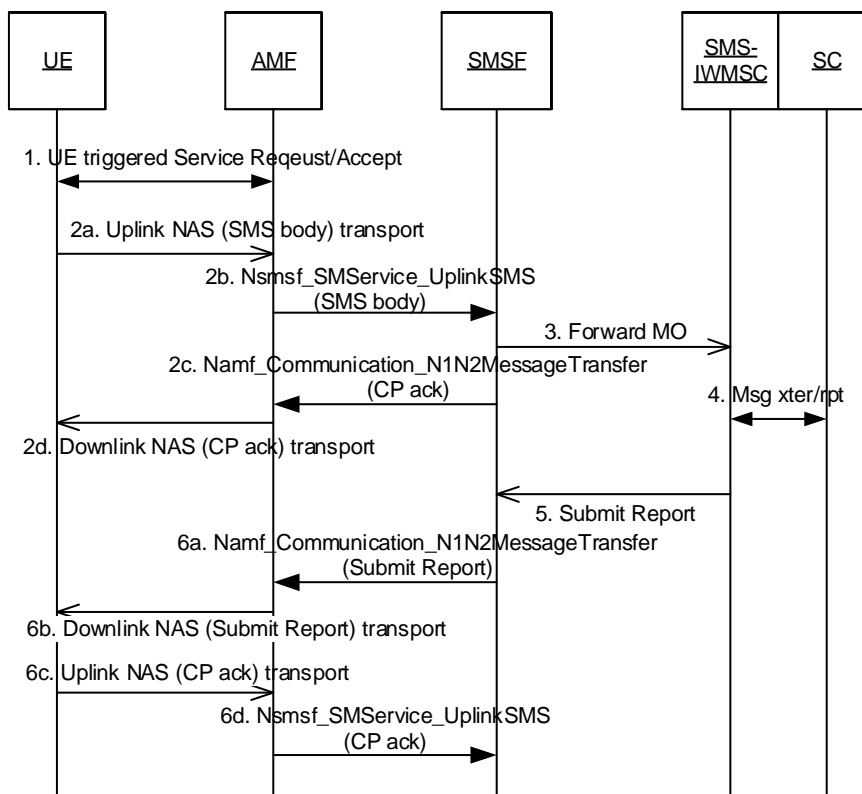 UE
AMF
SMSF
SMS-
IWMSC
SC
1. UE triggered Service Reqeust/Accept
2a. Uplink NAS (SMS body) transport
2b. Nsmsf_SMService_UplinkSMS
(SMS body)
3. Forward MO
2c. Namf_Communication_N1N2MessageTransfer
(CP ack)
4. Msg xter/rpt
2d. Downlink NAS (CP ack) transport
5. Submit Report
6a. Namf_Communication_N1N2MessageTransfer
(Submit Report)
6b. Downlink NAS (Submit Report) transport
6c. Uplink NAS (CP ack) transport
6d. Nsmsf_SMService_UplinkSMS
(CP ack)